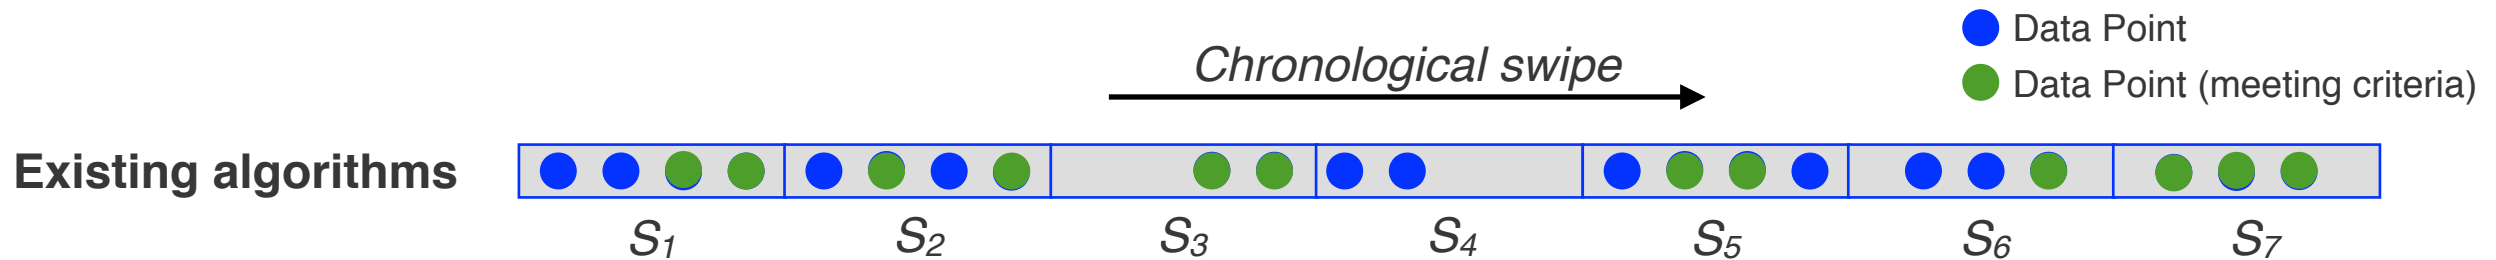 Data Point
Chronological swipe
Data Point (meeting criteria)
Existing algorithms
S1 S2 S3 S4 S5 S6 S7